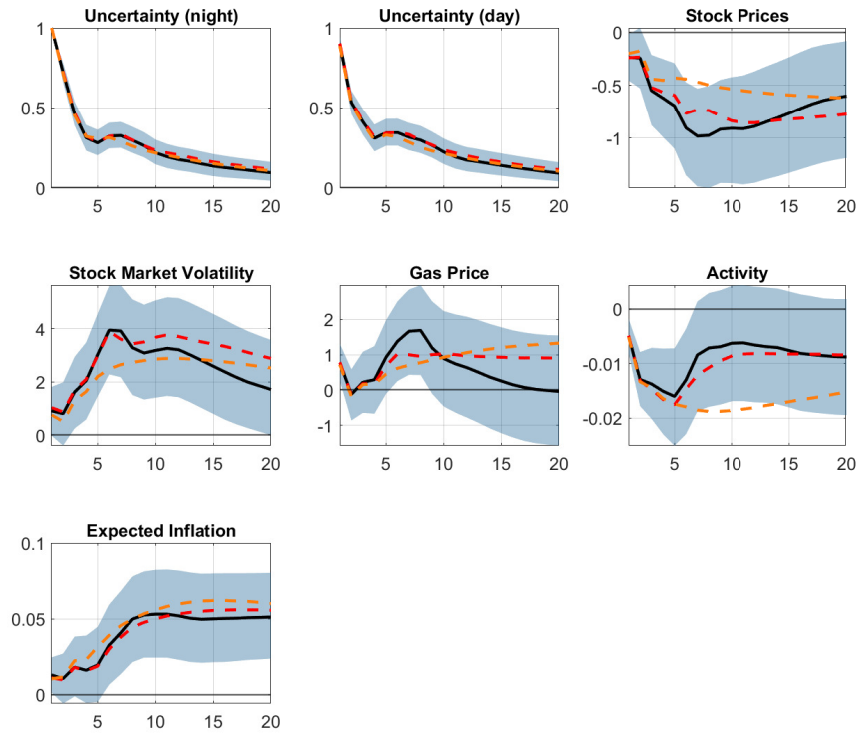 Uncertainty (night)
1
0.5
0
5 10 15 20
Uncertainty (day)
1
0.5
0
5 10 15 20
Stock Prices
0
-0.5
-1
5 10 15 20
Stock Market Volatility
4
2
0
5 10 15 20
Gas Price
2
1
0
-1
5 10 15 20
Activity
0
-0.01
-0.02
5 10 15 20
Expected Inflation
0.1
0.05
0
5 10 15 20